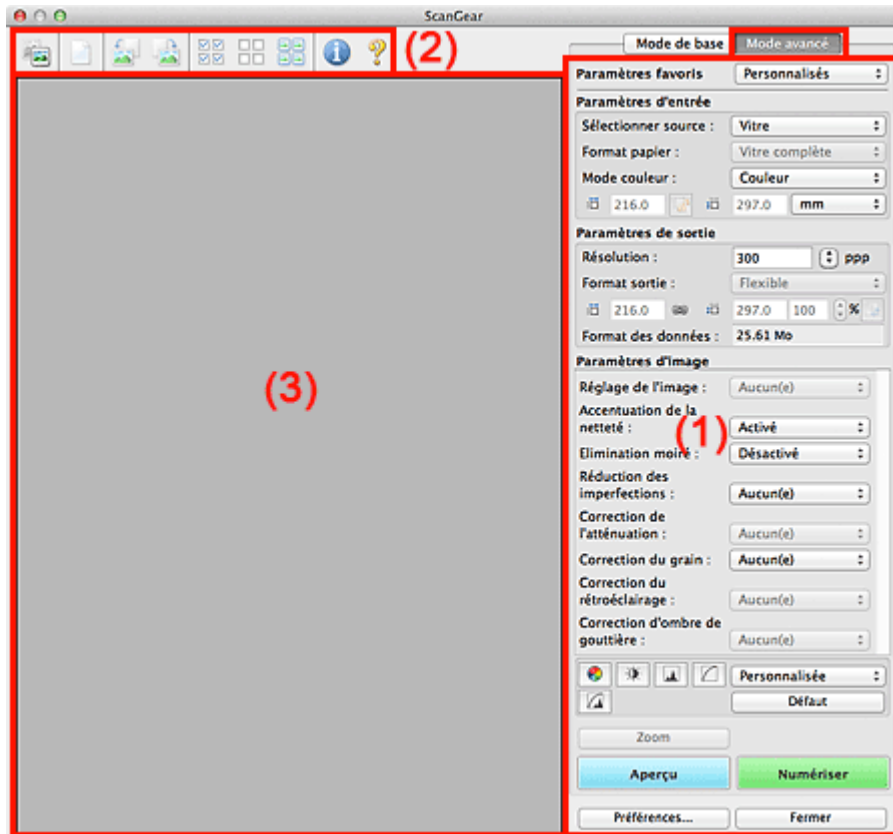 ScanGear
(2)
Mode de base Mode avancé
Paramètres favoris Personnalisés
Paramètres d'entrée
Sélectionner source : Vitre
Format papier : Vitre complète
Mode couleur : Couleur
216.0 297.0 mm
Paramètres de sortie
Résolution : 300 ppp
Format sortie : Flexible
216.0 297.0 100 %
Format des données : 25.61 Mo
Paramètres d'image
(3)
Réglage de l'image : Aucun(e)
Accentuation de la
netteté : Activé
(1)
Elimination moiré : Désactivé
Réduction des
imperfections : Aucun(e)
Correction de
l'atténuation : Aucun(e)
Correction du grain : Aucun(e)
Correction du
rétroéclairage : Aucun(e)
Correction d'ombre de
gouttière : Aucun(e)
Personnalisée
Défaut
Zoom
Aperçu Numériser
Préférences... Fermer